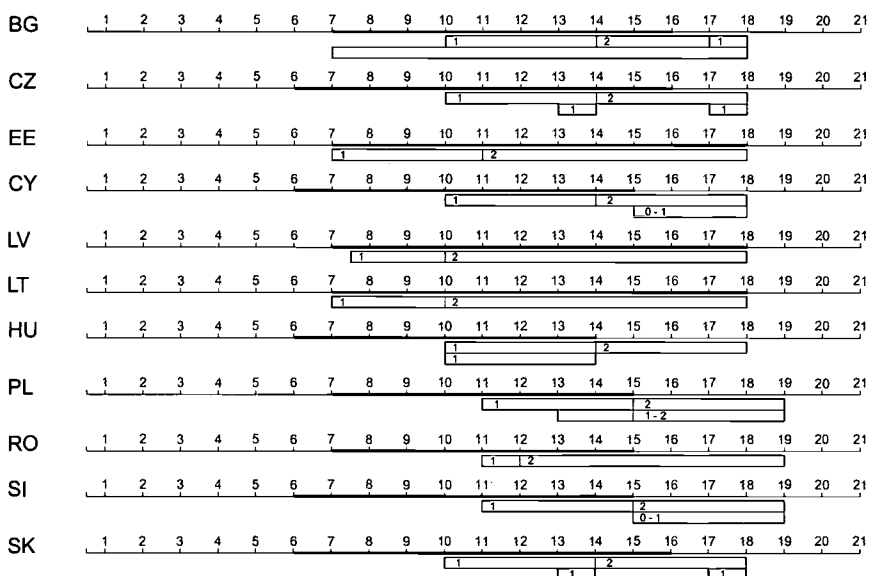 BG 1 2 3 4 5 6 7 8 9 10 11 12 13 14 15 16 17 18 19 20 21
1 2 1
CZ 1 2 3 4 5 6 7 8 9 10 11 12 13 14 15 16 17 18 19 20 21
1 2
1 1
EE 1 2 3 4 5 6 7 8 9 10 11 12 13 14 15 16 17 18 19 20 21
1 2
CY 1 2 3 4 5 6 7 8 9 10 11 12 13 14 15 16 17 18 19 20 21
1 2
0 - 1
LV 1 2 3 4 5 6 7 8 9 10 11 12 13 14 15 16 17 18 19 20 21
1 2
LT 1 2 3 4 5 6 7 8 9 10 11 12 13 14 15 16 17 18 19 20 21
1 2
HU 1 2 3 4 5 6 7 8 9 10 11 12 13 14 15 16 17 18 19 20 21
1 2
1
PL 1 2 3 4 5 6 7 8 9 10 11 12 13 14 15 16 17 18 19 20 21
1 2
1 - 2
RO 1 2 3 4 5 6 7 8 9 10 11 12 13 14 15 16 17 18 19 20 21
1 2
SI 1 2 3 4 5 6 7 8 9 10 11 12 13 14 15 16 17 18 19 20 21
1 2
0 - 1
SK 1 2 3 4 5 6 7 8 9 10 11 12 13 14 15 16 17 18 19 20 21
1 2
1 1